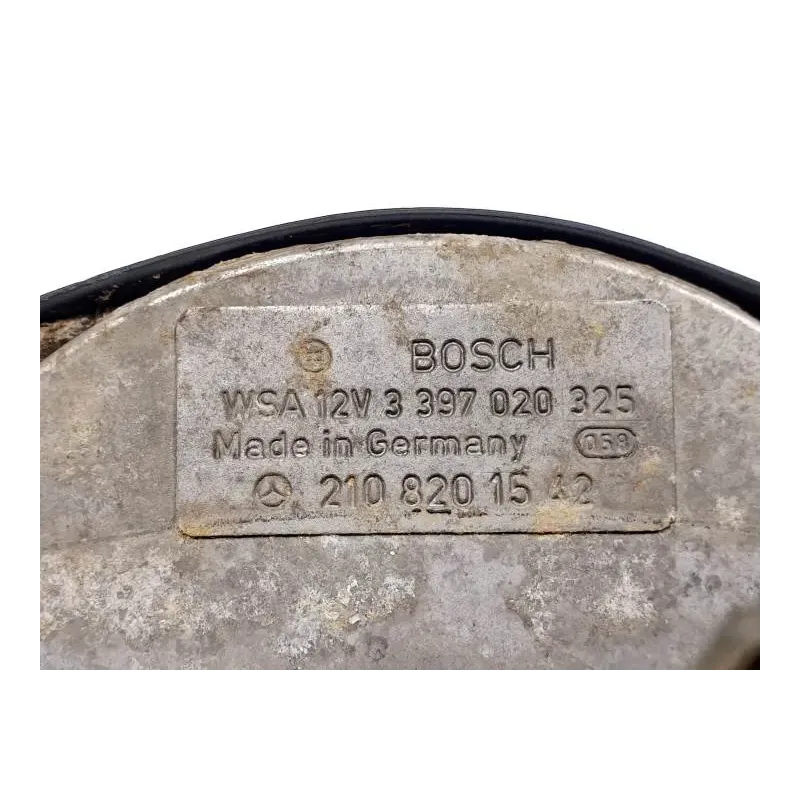 BOSCH
WSA 12V 3 397 020 325
Made in Germany 058
210 820 15 42